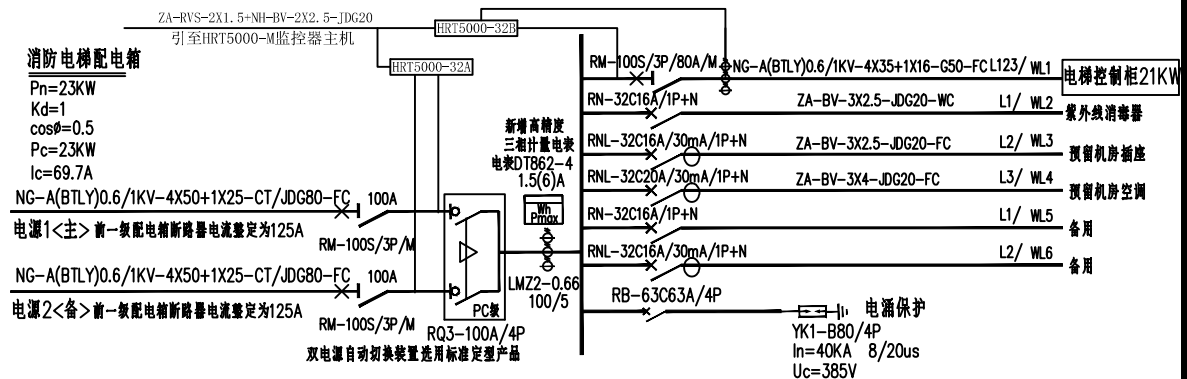 ZA-RVS-2X1.5+NH-BV-2X2.5-JDG20
引至HRT5000-M监控器主机
HRT5000-32B
HRT5000-32A
消防电梯配电箱
Pn=23KW
Kd=1
cosø=0.5
Pc=23KW
Ic=69.7A
NG-A(BTLY)0.6/1KV-4X50+1X25-CT/JDG80-FC
100A
电源1<主>前一级配电箱断路器电流整定为125A
RM-100S/3P/M
NG-A(BTLY)0.6/1KV-4X50+1X25-CT/JDG80-FC
100A
电源2<备>前一级配电箱断路器电流整定为125A
RM-100S/3P/M
PC级
RQ3-100A/4P
双电源自动切换装置选用标准定型产品
新增高精度
三相计量电表
电表DT862-4
1.5(6)A
Wh
Pmax
LMZ2-0.66
100/5
RM-100S/3P/80A/M
NG-A(BTLY)0.6/1KV-4X35+1X16-G50-FC
L123/ WL1
电梯控制柜21KW
RN-32C16A/1P+N
ZA-BV-3X2.5-JDG20-WC
L1/ WL2
紫外线消毒器
RNL-32C16A/30mA/1P+N
ZA-BV-3X2.5-JDG20-FC
L2/ WL3
预留机房插座
RNL-32C20A/30mA/1P+N
ZA-BV-3X4-JDG20-FC
L3/ WL4
预留机房空调
RN-32C16A/1P+N
L1/ WL5
备用
RNL-32C16A/30mA/1P+N
L2/ WL6
备用
RB-63C63A/4P
电涌保护
YK1-B80/4P
In=40KA 8/20us
Uc=385V